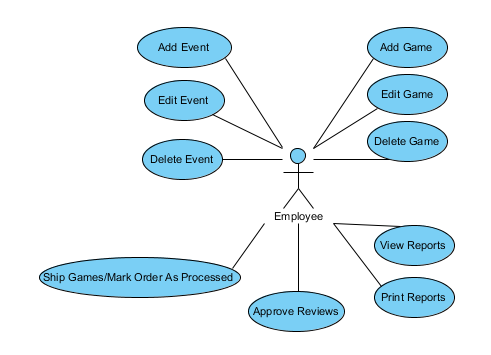 Add Event
Add Game
Edit Event
Edit Game
Delete Event
Delete Game
Employee
View Reports
Ship Games/Mark Order As Processed
Print Reports
Approve Reviews